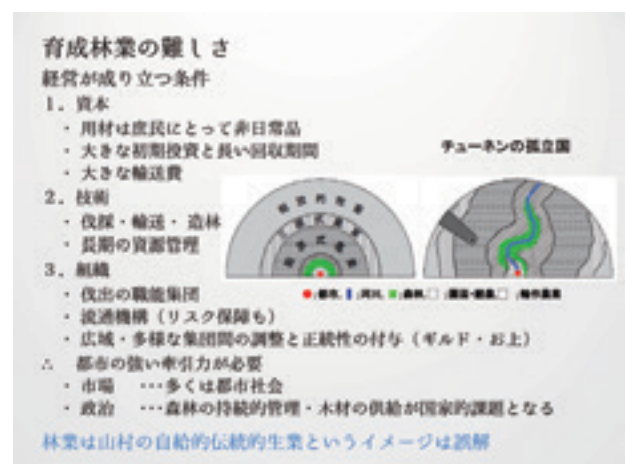 育成林業の難しさ
経営が成り立つ条件
1．資本
・ 用材は庶民にとって非日常品
・ 大きな初期投資と長い回収期間
・ 大きな輸送費
チューネンの孤立国
2．技術
・ 伐採・輸送・ 造林
・ 長期の資源管理
3．組織
・ 伐出の職能集団
・ 流通機構（リスク保障も）
・ 広域・多様な集団間の調整と正統性の付与（ギルド・お上）
∴ 都市の強い牽引力が必要
・ 市場 …多くは都市社会
・ 政治 …森林の持続的管理・木材の供給が国家的課題となる
林業は山村の自給的伝統的生業というイメージは誤解